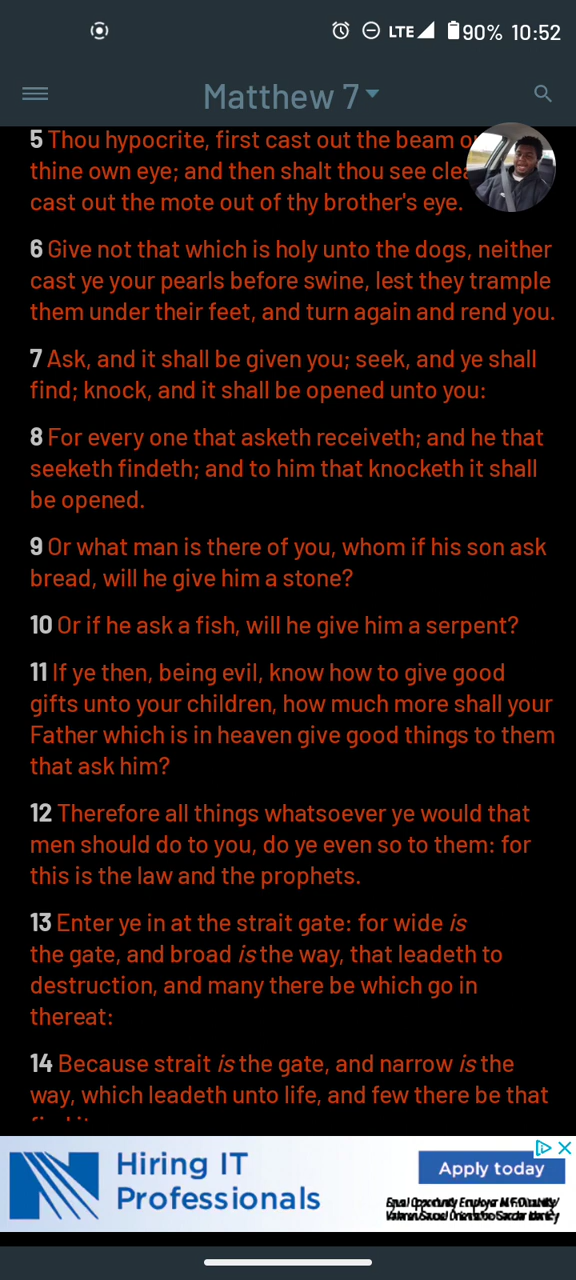 LTE 90% 10:52
Matthew 7
5 Thou hypocrite, first cast out the beam
thine own eye; and then shalt thou see
cast out the mote out of thy brother's eye.
6 Give not that which is holy unto the dogs, neither
cast ye your pearls before swine, lest they trample
them under their feet, and turn again and rend you.
7 Ask, and it shall be given you; seek, and ye shall
find; knock, and it shall be opened unto you:
8 For every one that asketh receiveth; and he that
seeketh findeth; and to him that knocketh it shall
be opened.
9 Or what man is there of you, whom if his son ask
bread, will he give him a stone?
10 Or if he ask a fish, will he give him a serpent?
11 If ye then, being evil, know how to give good
gifts unto your children, how much more shall your
Father which is in heaven give good things to them
that ask him?
12 Therefore all things whatsoever ye would that
men should do to you, do ye even so to them: for
this is the law and the prophets.
13 Enter ye in at the strait gate: for wide is
the gate, and broad is the way, that leadeth to
destruction, and many there be which go in
thereat:
14 Because strait is the gate, and narrow is the
way, which leadeth unto life, and few there be that
Hiring IT
Professionals
Apply today
Equal Opportunity Employer